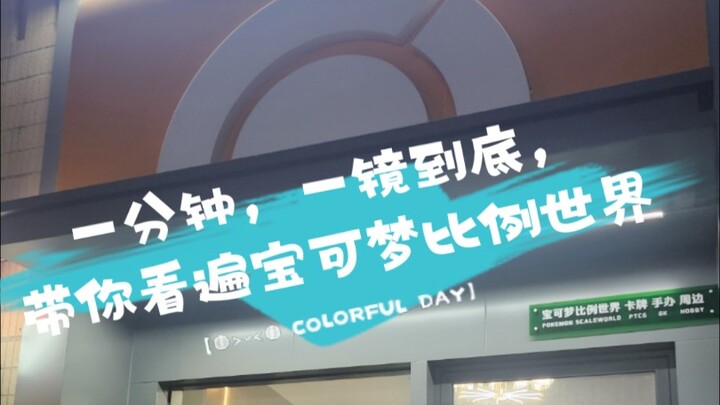 一分钟，一镜到底，
带你看遍宝可梦比例世界
【◍＞᎑＜◍ COLORFUL DAY】
宝可梦比例世界 卡牌 手办 周边
POKEMON SCALEWORLD PTCG GK HOBBY